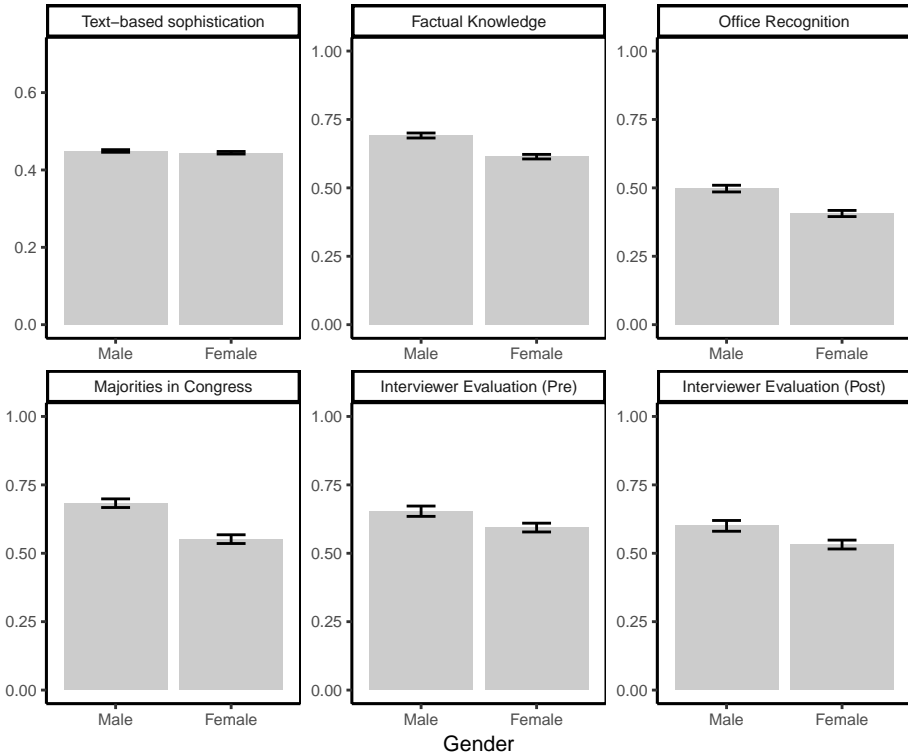 Text−based sophistication
Factual Knowledge
Office Recognition
0.6
0.4
0.2
0.0
1.00
0.75
0.50
0.25
0.00
1.00
0.75
0.50
0.25
0.00
Male Female
Male Female
Male Female
Majorities in Congress
Interviewer Evaluation (Pre)
Interviewer Evaluation (Post)
1.00
0.75
0.50
0.25
0.00
1.00
0.75
0.50
0.25
0.00
1.00
0.75
0.50
0.25
0.00
Male Female
Male Female
Male Female
Gender